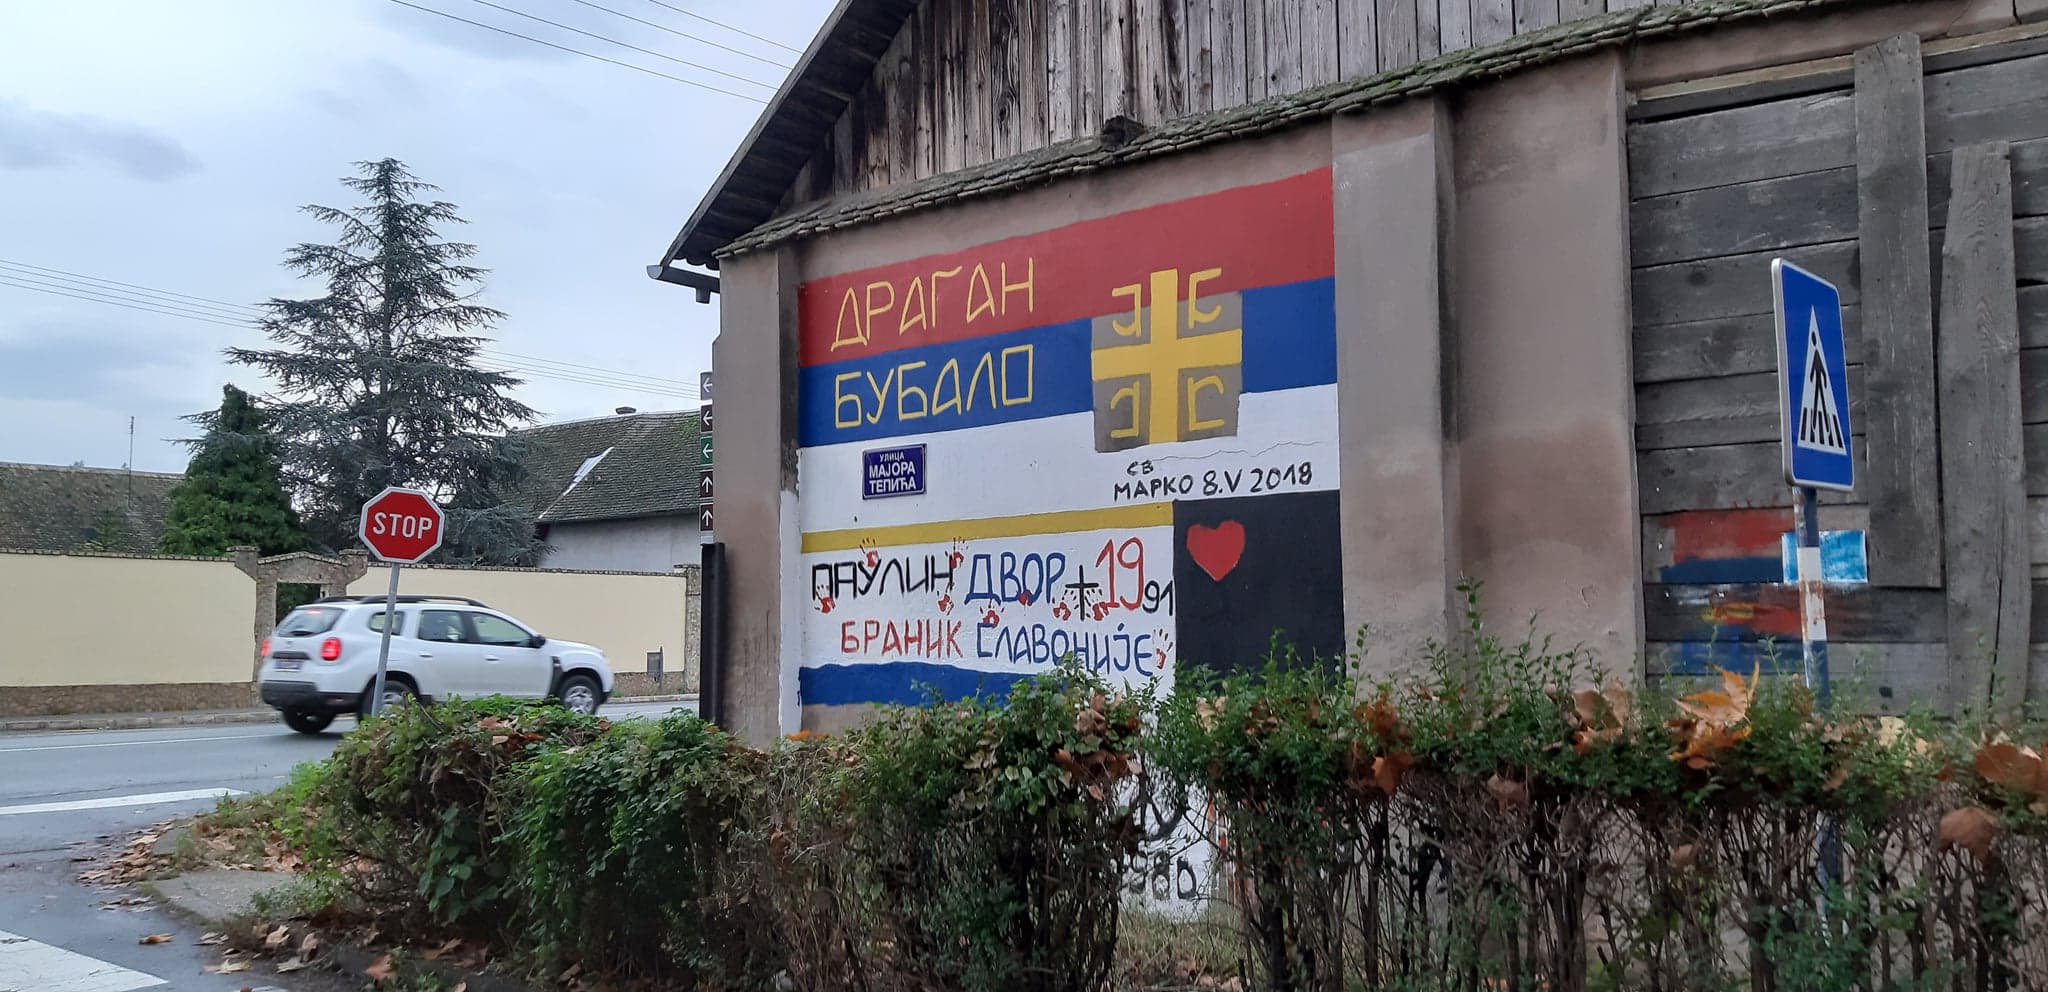 ДРАГАН
БУБАЛО
УЛИЦА
МАЈОРА
ТЕПИЋА
СВ
МАРКО 8.V 2018
ПАУЛИН ДВОР 1991
БРАНИК СЛАВОНИЈЕ
STOP